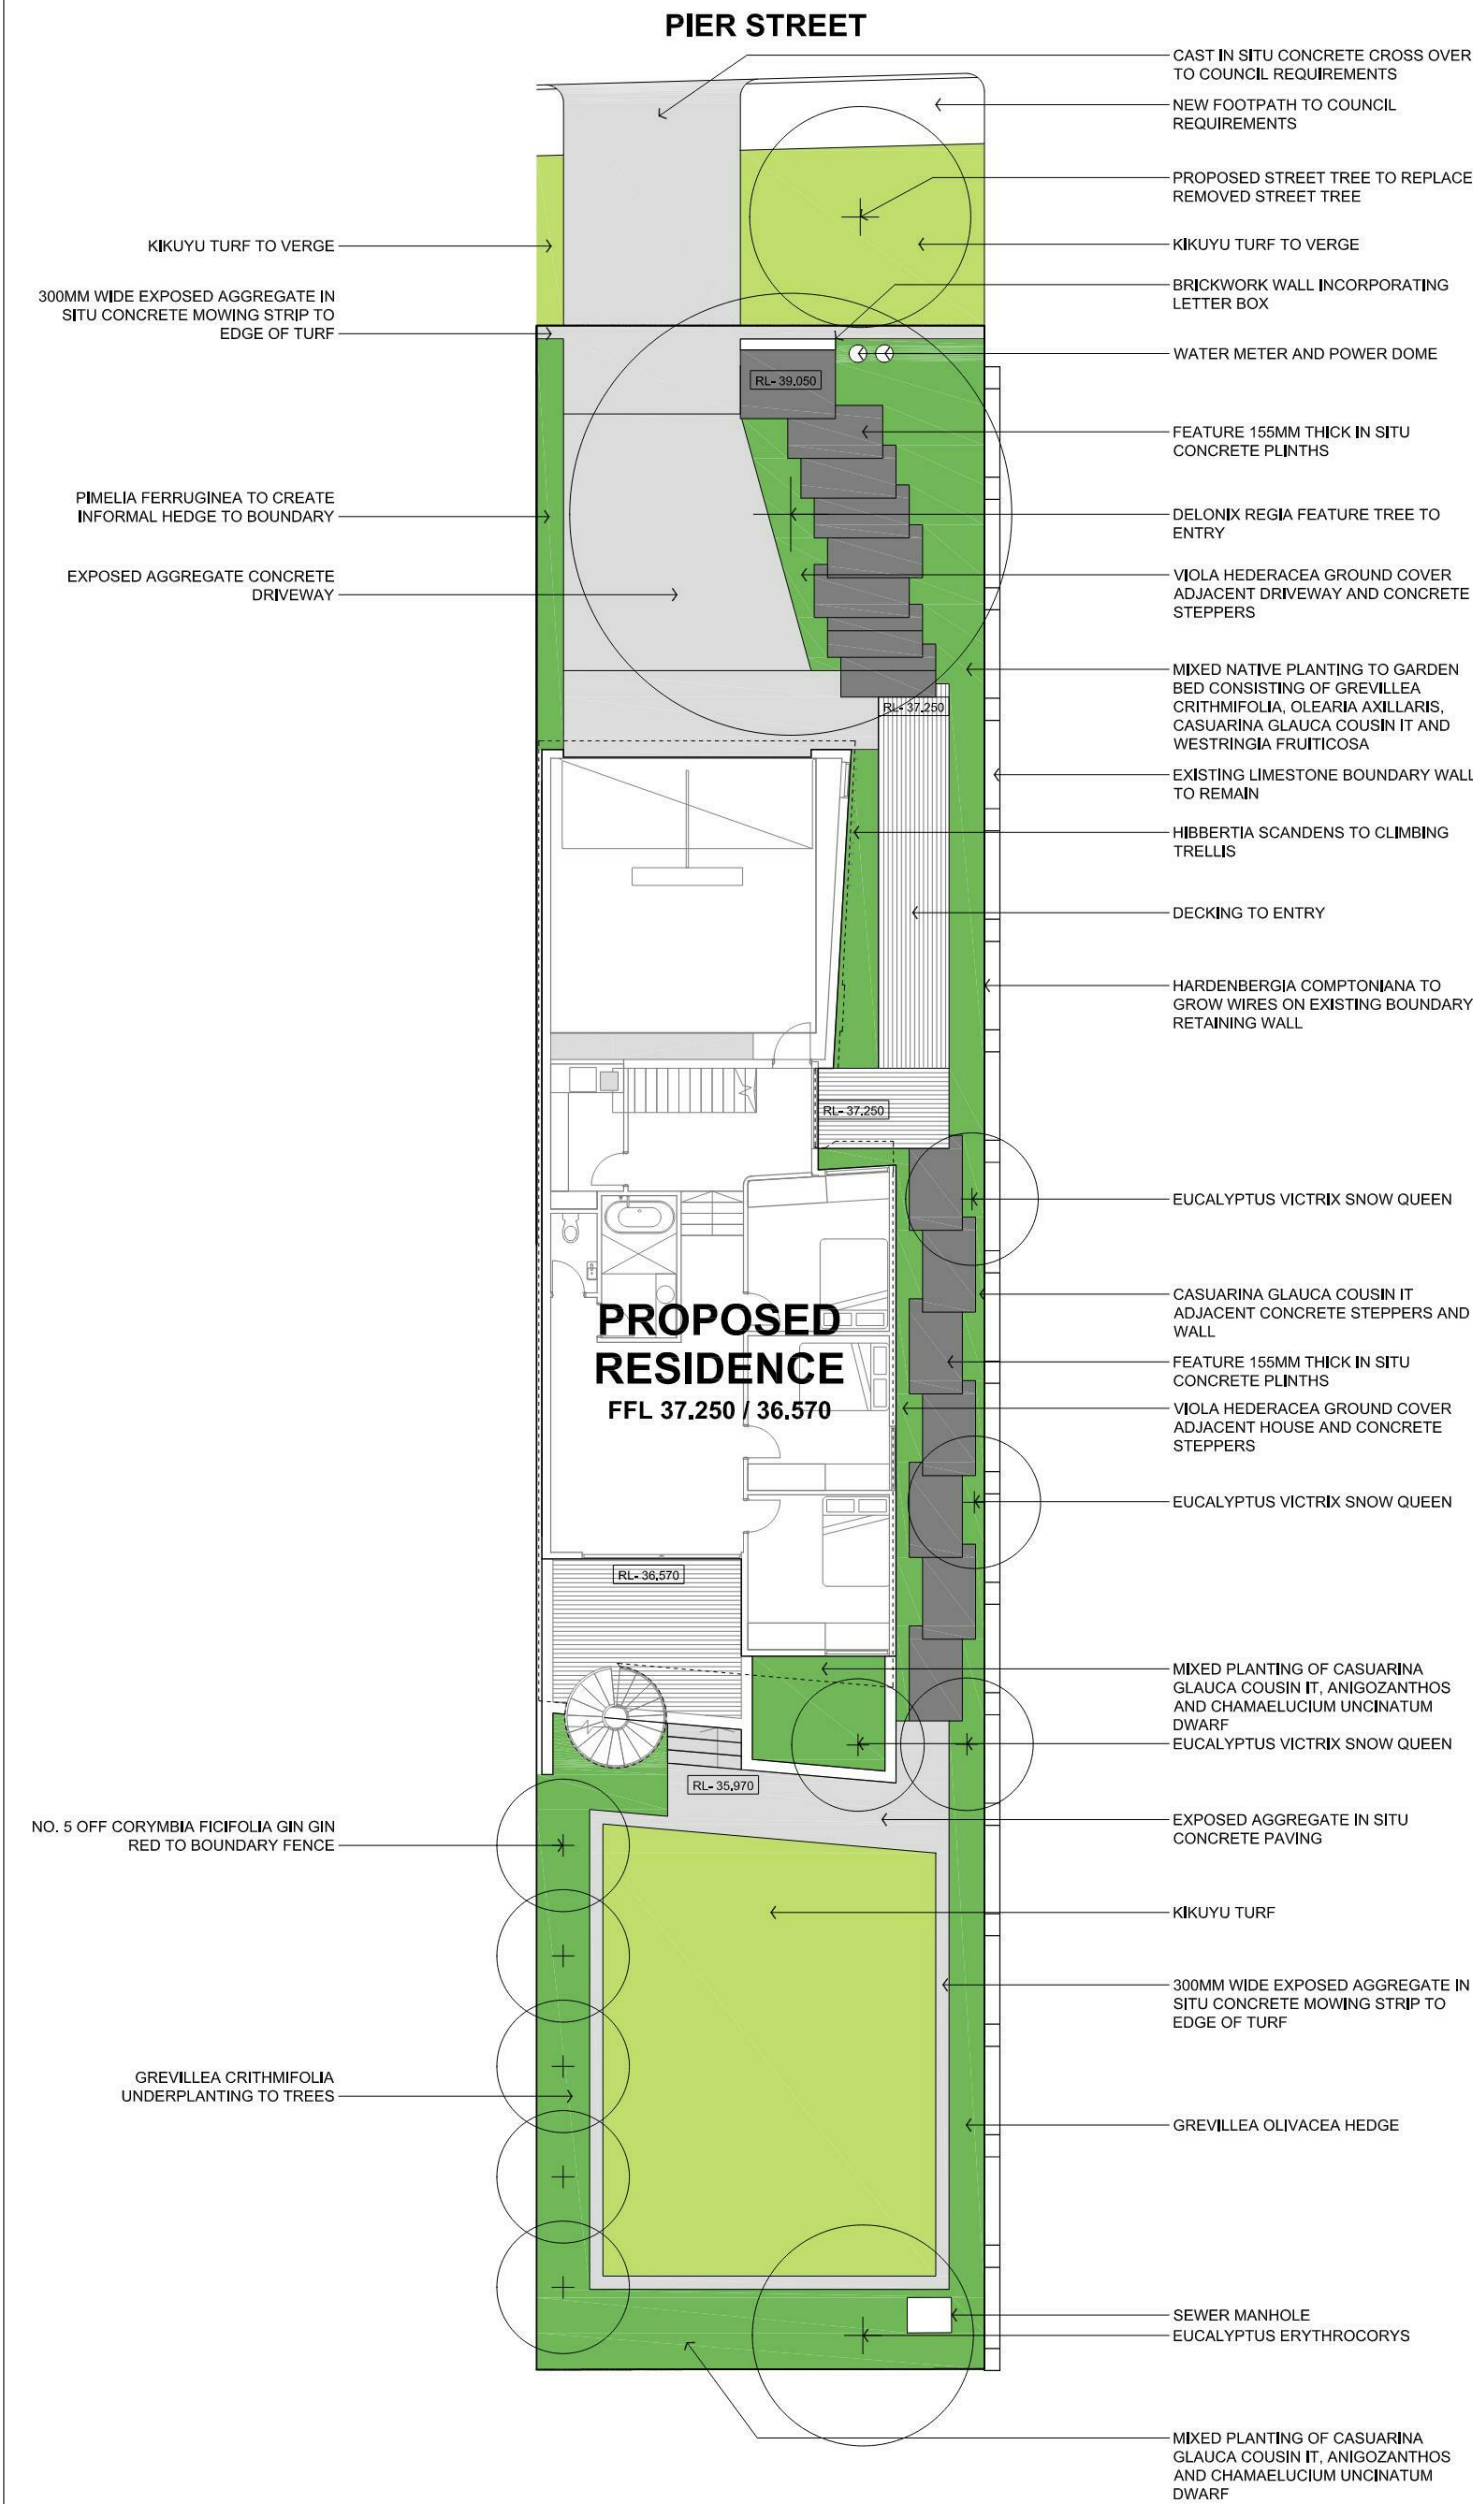 PIER STREET
CAST IN SITU CONCRETE CROSS OVER
TO COUNCIL REQUIREMENTS
NEW FOOTPATH TO COUNCIL
REQUIREMENTS
PROPOSED STREET TREE TO REPLACE
REMOVED STREET TREE
KIKUYU TURF TO VERGE
KIKUYU TURF TO VERGE
BRICKWORK WALL INCORPORATING
LETTER BOX
300MM WIDE EXPOSED AGGREGATE IN
SITU CONCRETE MOWING STRIP TO
EDGE OF TURF
WATER METER AND POWER DOME
RL- 39.050
FEATURE 155MM THICK IN SITU
CONCRETE PLINTHS
PIMELIA FERRUGINEA TO CREATE
INFORMAL HEDGE TO BOUNDARY
DELONIX REGIA FEATURE TREE TO
ENTRY
EXPOSED AGGREGATE CONCRETE
DRIVEWAY
VIOLA HEDERACEA GROUND COVER
ADJACENT DRIVEWAY AND CONCRETE
STEPPERS
MIXED NATIVE PLANTING TO GARDEN
BED CONSISTING OF GREVILLEA
CRITHMIFOLIA, OLEARIA AXILLARIS,
CASUARINA GLAUCA COUSIN IT AND
WESTRINGIA FRUITICOSA
RL- 37.250
EXISTING LIMESTONE BOUNDARY WALL
TO REMAIN
HIBBERTIA SCANDENS TO CLIMBING
TRELLIS
DECKING TO ENTRY
HARDENBERGIA COMPTONIANA TO
GROW WIRES ON EXISTING BOUNDARY
RETAINING WALL
RL- 37.250
EUCALYPTUS VICTRIX SNOW QUEEN
CASUARINA GLAUCA COUSIN IT
ADJACENT CONCRETE STEPPERS AND
WALL
PROPOSED
RESIDENCE
FFL 37.250 / 36.570
FEATURE 155MM THICK IN SITU
CONCRETE PLINTHS
VIOLA HEDERACEA GROUND COVER
ADJACENT HOUSE AND CONCRETE
STEPPERS
EUCALYPTUS VICTRIX SNOW QUEEN
RL- 36.570
MIXED PLANTING OF CASUARINA
GLAUCA COUSIN IT, ANIGOZANTHOS
AND CHAMAELUCIUM UNCINATUM
DWARF
EUCALYPTUS VICTRIX SNOW QUEEN
RL- 35.970
NO. 5 OFF CORYMBIA FICIFOLIA GIN GIN
RED TO BOUNDARY FENCE
EXPOSED AGGREGATE IN SITU
CONCRETE PAVING
KIKUYU TURF
300MM WIDE EXPOSED AGGREGATE IN
SITU CONCRETE MOWING STRIP TO
EDGE OF TURF
GREVILLEA CRITHMIFOLIA
UNDERPLANTING TO TREES
GREVILLEA OLIVACEA HEDGE
SEWER MANHOLE
EUCALYPTUS ERYTHROCORYS
MIXED PLANTING OF CASUARINA
GLAUCA COUSIN IT, ANIGOZANTHOS
AND CHAMAELUCIUM UNCINATUM
DWARF